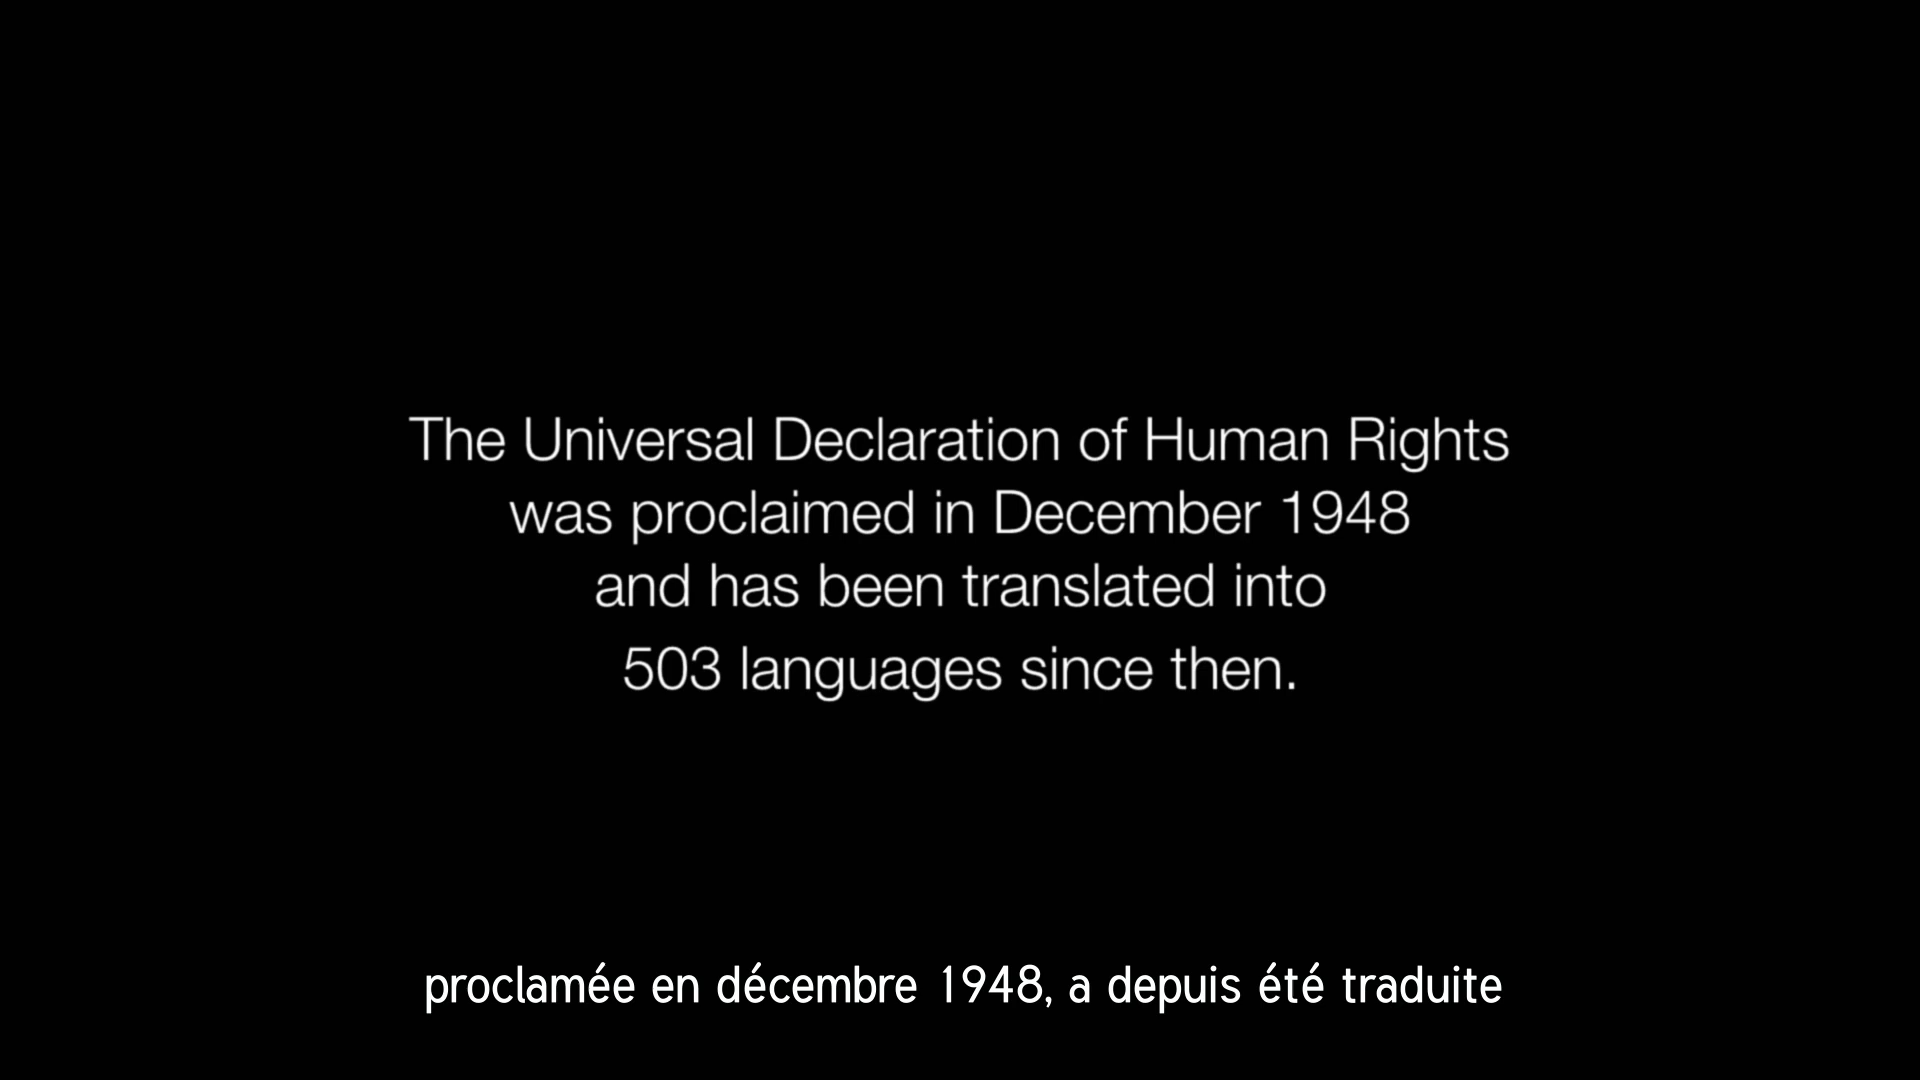 The Universal Declaration of Human Rights
was proclaimed in December 1948
and has been translated into
503 languages since then.
proclamée en décembre 1948, a depuis été traduite